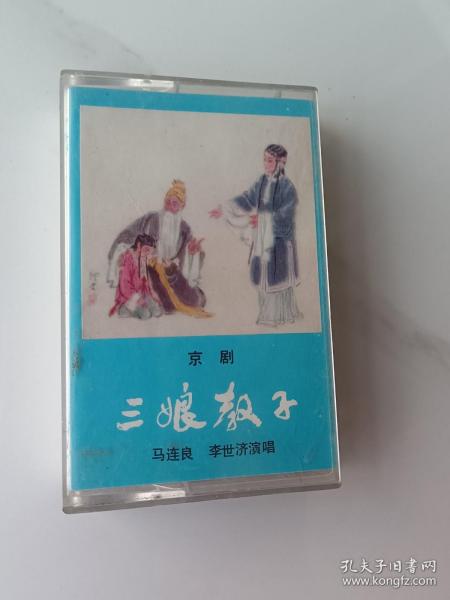 京 剧
三娘教子
马连良 李世济演唱
孔夫子旧书网
www.kongfz.com